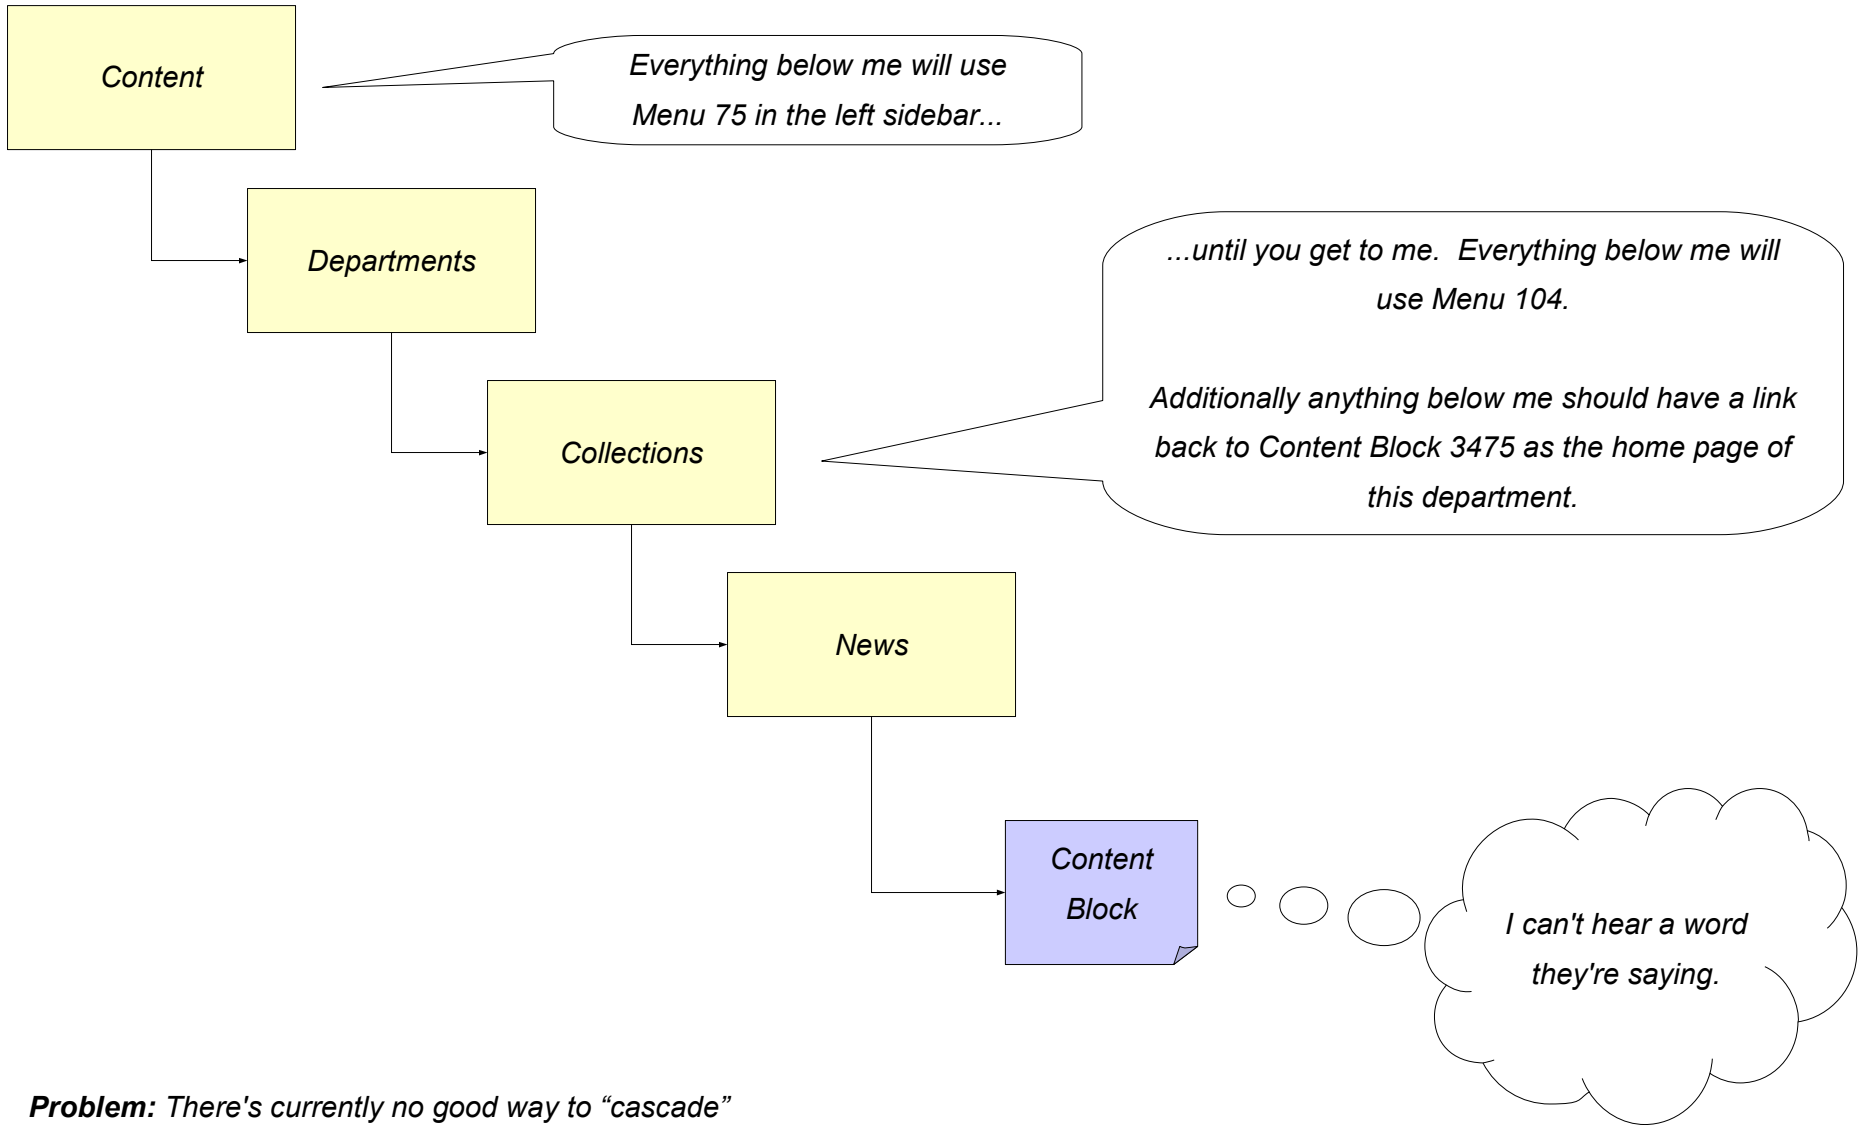 Content
Everything below me will use
Menu 75 in the left sidebar...
Departments
...until you get to me.  Everything below me will
use Menu 104.
Additionally anything below me should have a link
back to Content Block 3475 as the home page of
this department.
Collections
News
Content
Block
I can't hear a word
they're saying.
Problem: There's currently no good way to “cascade”